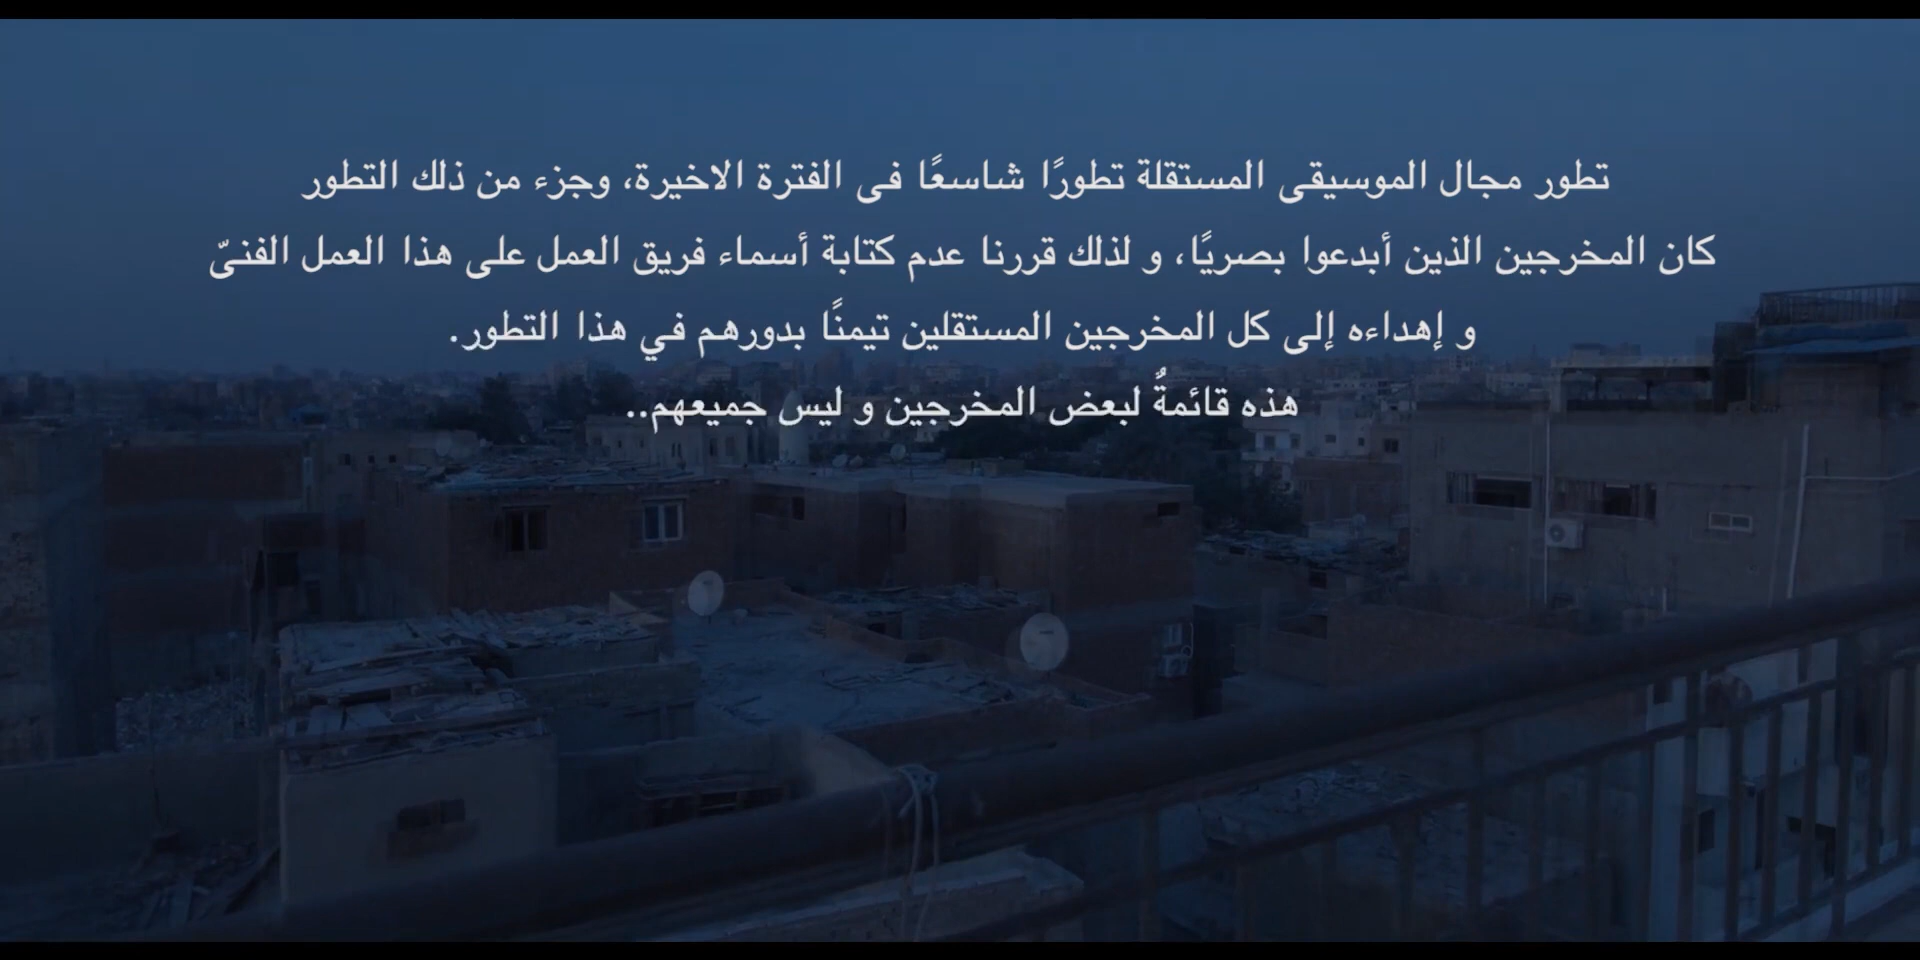 تطور مجال الموسيقى المستقلة تطورًا شاسعًا فى الفترة الاخيرة، وجزء من ذلك التطور
كان المخرجين الذين أبدعوا بصريًا، و لذلك قررنا عدم كتابة أسماء فريق العمل على هذا العمل الفنىّ
و إهداءه إلى كل المخرجين المستقلين تيمنًا بدورهم في هذا التطور.
هذه قائمةٌ لبعض المخرجين و ليس جميعهم..